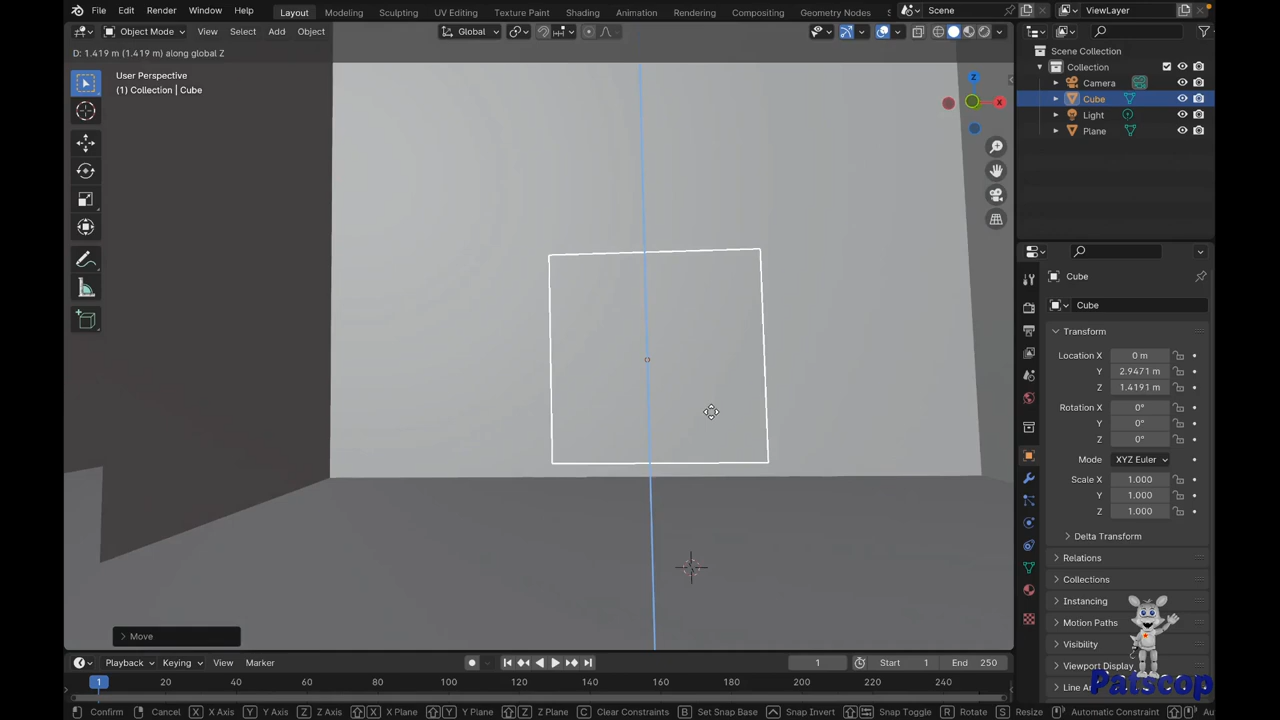 File Edit Render Window Help Layout Modeling Sculpting UV Editing Texture Paint Shading Animation Rendering Compositing Geometry Nodes Scene ViewLayer
Object Mode View Select Add Object Global
D: 1.419 m (1.419 m) along global Z
User Perspective
(1) Collection | Cube
Z
X
Move
Scene Collection
Collection
Camera
Cube
Light
Plane
Cube
Cube
Transform
Location X 0 m
Y 2.9471 m
Z 1.4191 m
Rotation X 0°
Y 0°
Z 0°
Mode XYZ Euler
Scale X 1.000
Y 1.000
Z 1.000
Delta Transform
Relations
Collections
Instancing
Motion Paths
Visibility
Viewport Display
Line Ar
Patscop
Playback Keying View Marker 1 Start 1 End 250
1 20 40 60 80 100 120 140 160 180 200 220 240
Confirm Cancel X X Axis Y Y Axis Z Z Axis X X Plane Y Y Plane Z Z Plane C Clear Constraints B Set Snap Base Snap Invert Snap Toggle R Rotate S Resize Automatic Constraint